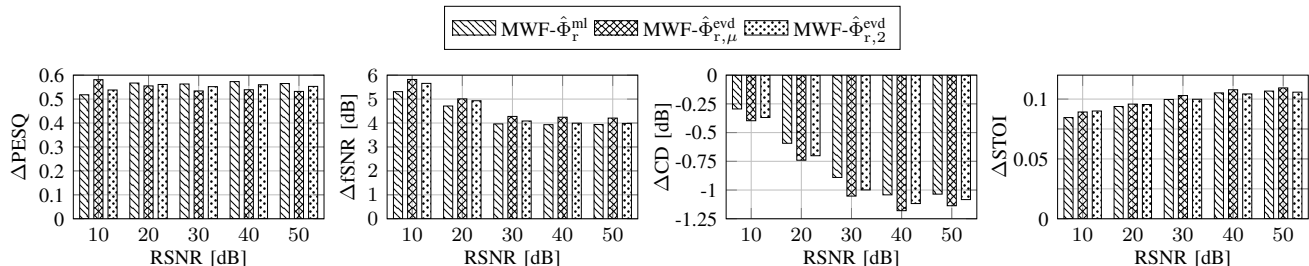 MWF-Φ̂_r^ml MWF-Φ̂_r,μ^evd MWF-Φ̂_r,2^evd
ΔPESQ
0.6
0.5
0.4
0.3
0.2
0.1
0
10 20 30 40 50
RSNR [dB]
ΔfSNR [dB]
6
5
4
3
2
1
0
10 20 30 40 50
RSNR [dB]
ΔCD [dB]
0
-0.25
-0.5
-0.75
-1
-1.25
10 20 30 40 50
RSNR [dB]
ΔSTOI
0.1
0.05
0
10 20 30 40 50
RSNR [dB]